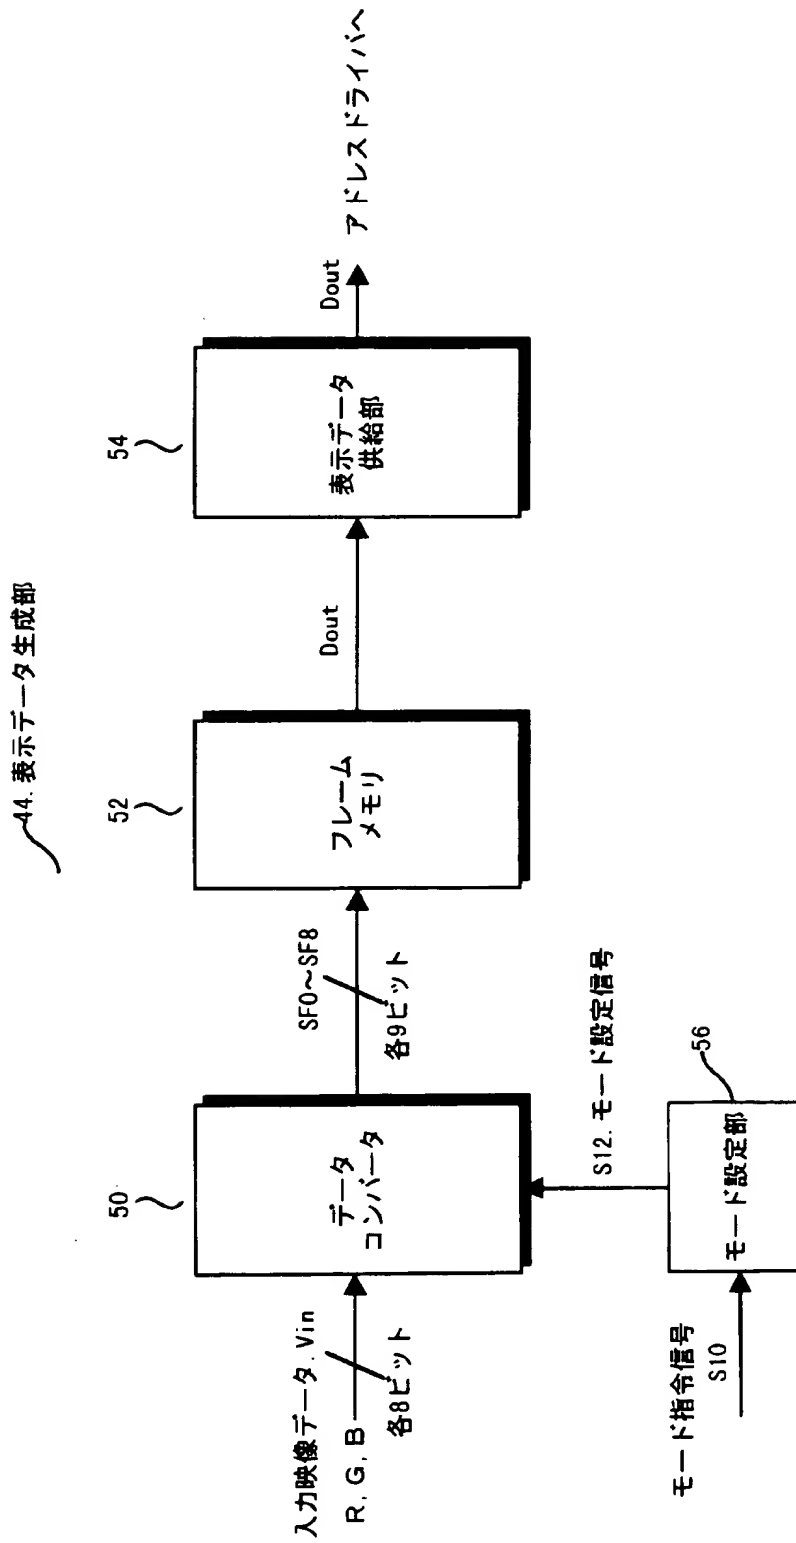 44. 表示データ生成部
入力映像データ. Vin
R, G, B
各8ビット
50
データ
コンバータ
SF0～SF8
各9ビット
52
フレーム
メモリ
Dout
54
表示データ
供給部
Dout
アドレスドライバへ
モード指令信号
S10
56
モード設定部
S12. モード設定信号